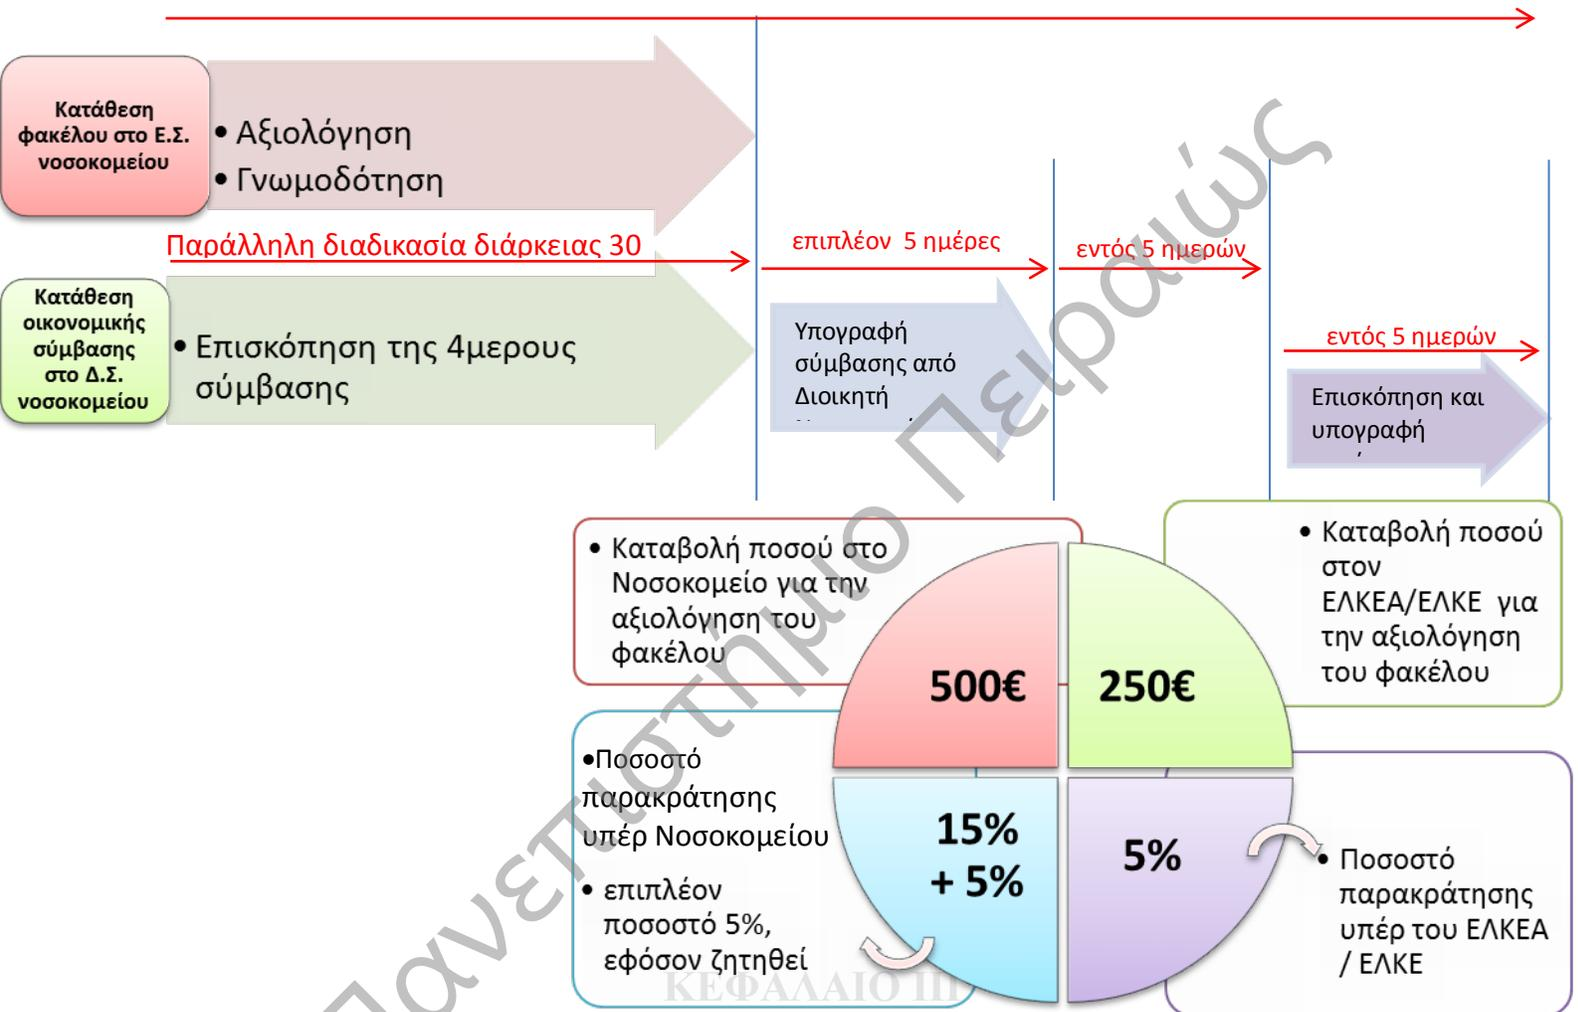 Κατάθεση
φακέλου στο Ε.Σ.
νοσοκομείου
• Αξιολόγηση
• Γνωμοδότηση
Παράλληλη διαδικασία διάρκειας 30
επιπλέον 5 ημέρες
εντός 5 ημερών
εντός 5 ημερών
Κατάθεση
οικονομικής
σύμβασης
στο Δ.Σ.
νοσοκομείου
• Επισκόπηση της 4μερους
σύμβασης
Υπογραφή
σύμβασης από
Διοικητή
Επισκόπηση και
υπογραφή
• Καταβολή ποσού στο
Νοσοκομείο για την
αξιολόγηση του
φακέλου
500€
250€
• Καταβολή ποσού
στον
ΕΛΚΕΑ/ΕΛΚΕ για
την αξιολόγηση
του φακέλου
•Ποσοστό
παρακράτησης
υπέρ Νοσοκομείου
• επιπλέον
ποσοστό 5%,
εφόσον ζητηθεί
15%
+ 5%
5%
• Ποσοστό
παρακράτησης
υπέρ του ΕΛΚΕΑ
/ ΕΛΚΕ
ΚΕΦΑΛΑΙΟ ΙΙΙ
Πανεπιστήμιο Πειραιώς